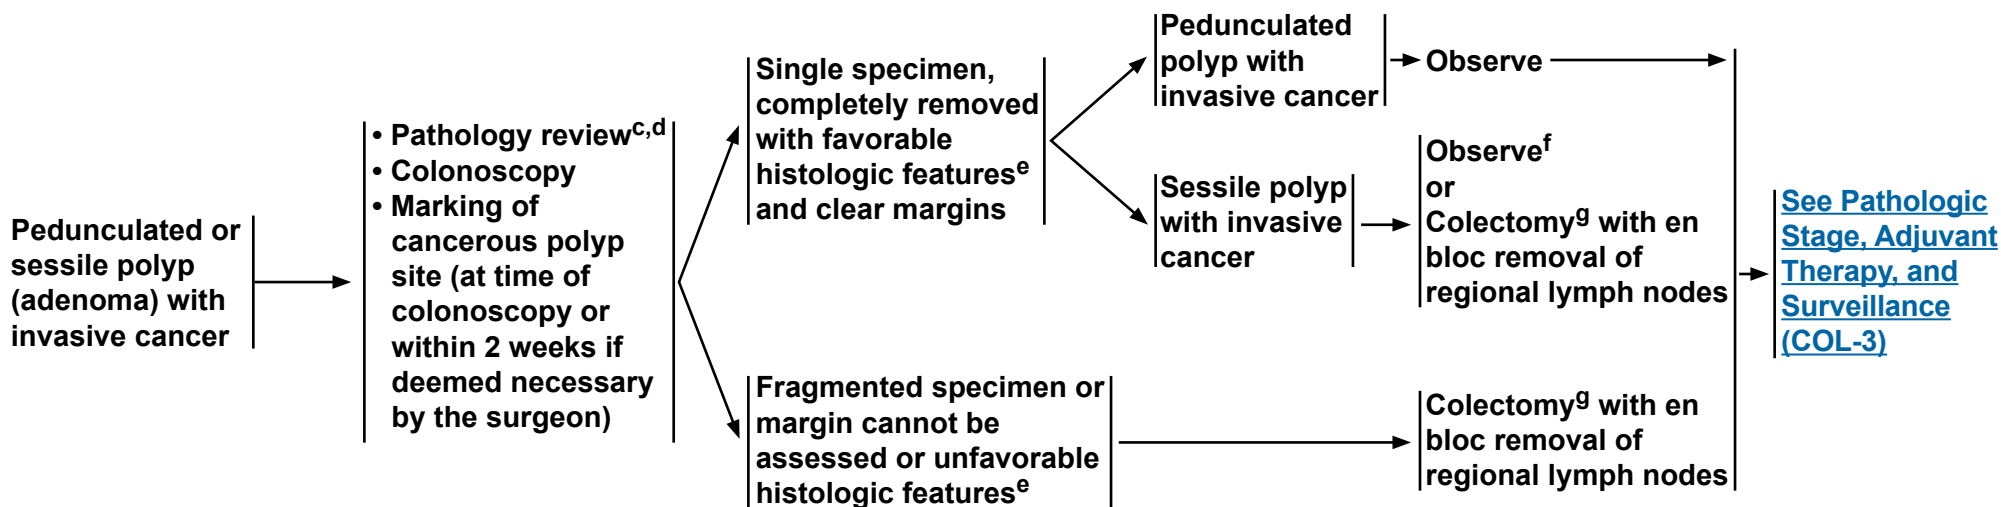 Pedunculated or
sessile polyp
(adenoma) with
invasive cancer
• Pathology reviewc,d
• Colonoscopy
• Marking of
cancerous polyp
site (at time of
colonoscopy or
within 2 weeks if
deemed necessary
by the surgeon)
Single specimen,
completely removed
with favorable
histologic featurese
and clear margins
Fragmented specimen or
margin cannot be
assessed or unfavorable
histologic featurese
Pedunculated
polyp with
invasive cancer
Observe
Sessile polyp
with invasive
cancer
Observef
or
Colectomyg with en
bloc removal of
regional lymph nodes
Colectomyg with en
bloc removal of
regional lymph nodes
See Pathologic
Stage, Adjuvant
Therapy, and
Surveillance
(COL-3)